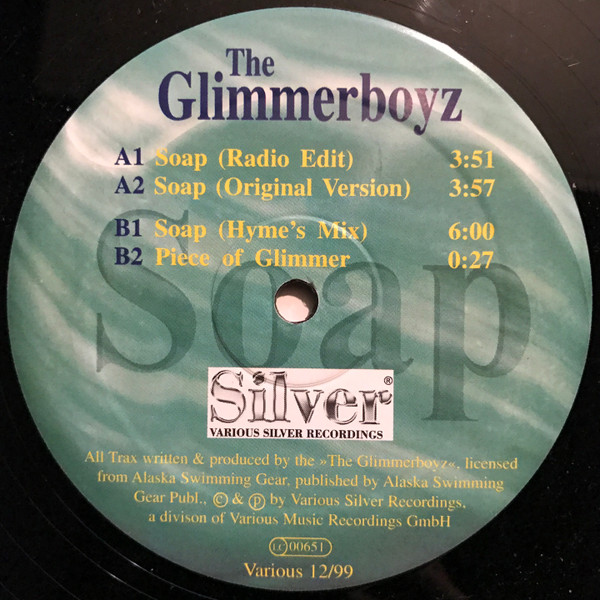 The
Glimmerboyz
A1 Soap (Radio Edit) 3:51
A2 Soap (Original Version) 3:57
B1 Soap (Hyme's Mix) 6:00
B2 Piece of Glimmer 0:27
Soap
Silver®
VARIOUS SILVER RECORDINGS
All Trax written & produced by the »The Glimmerboyz«, licensed
from Alaska Swimming Gear, published by Alaska Swimming
Gear Publ., © & ℗ by Various Silver Recordings,
a divison of Various Music Recordings GmbH
LC 00651
Various 12/99